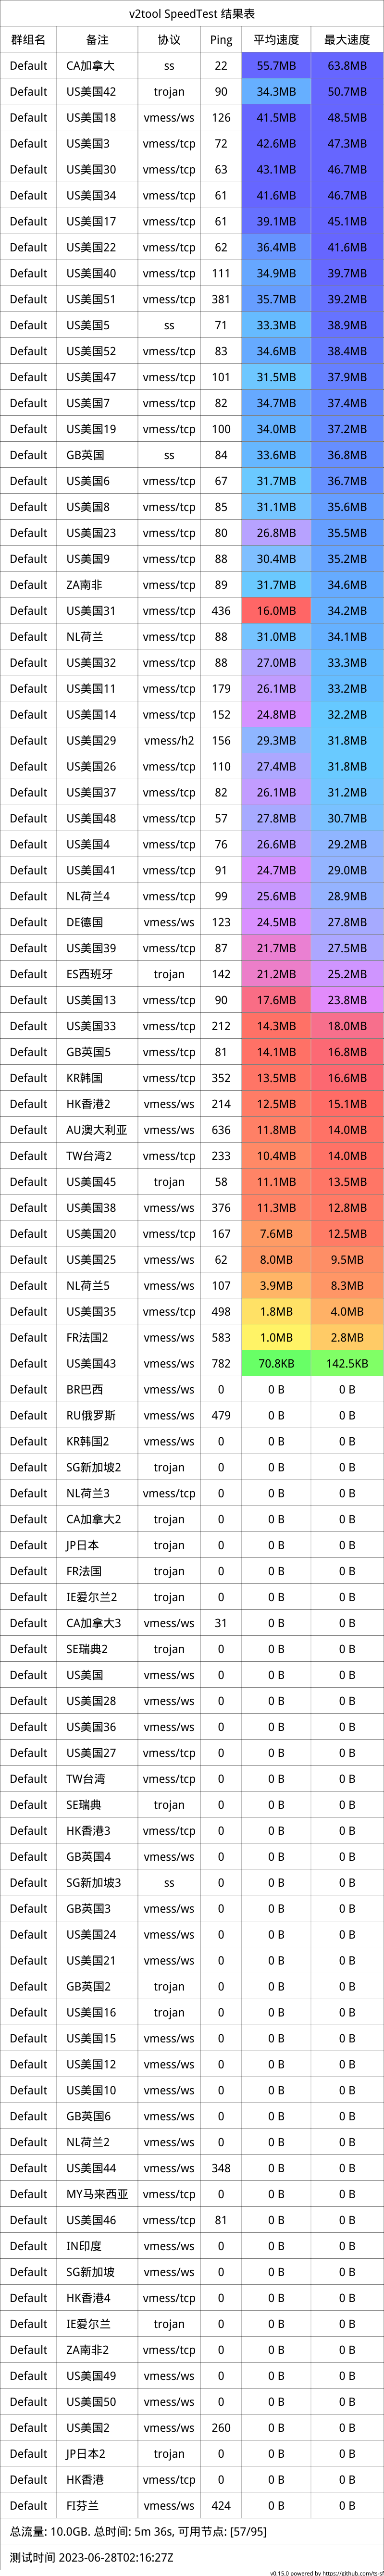 v2tool SpeedTest 结果表
群组名 备注 协议 Ping 平均速度 最大速度
Default CA加拿大 ss 22 55.7MB 63.8MB
Default US美国42 trojan 90 34.3MB 50.7MB
Default US美国18 vmess/ws 126 41.5MB 48.5MB
Default US美国3 vmess/tcp 72 42.6MB 47.3MB
Default US美国30 vmess/tcp 63 43.1MB 46.7MB
Default US美国34 vmess/tcp 61 41.6MB 46.7MB
Default US美国17 vmess/tcp 61 39.1MB 45.1MB
Default US美国22 vmess/tcp 62 36.4MB 41.6MB
Default US美国40 vmess/tcp 111 34.9MB 39.7MB
Default US美国51 vmess/tcp 381 35.7MB 39.2MB
Default US美国5 ss 71 33.3MB 38.9MB
Default US美国52 vmess/tcp 83 34.6MB 38.4MB
Default US美国47 vmess/tcp 101 31.5MB 37.9MB
Default US美国7 vmess/tcp 82 34.7MB 37.4MB
Default US美国19 vmess/tcp 100 34.0MB 37.2MB
Default GB英国 ss 84 33.6MB 36.8MB
Default US美国6 vmess/tcp 67 31.7MB 36.7MB
Default US美国8 vmess/tcp 85 31.1MB 35.6MB
Default US美国23 vmess/tcp 80 26.8MB 35.5MB
Default US美国9 vmess/tcp 88 30.4MB 35.2MB
Default ZA南非 vmess/tcp 89 31.7MB 34.6MB
Default US美国31 vmess/tcp 436 16.0MB 34.2MB
Default NL荷兰 vmess/tcp 88 31.0MB 34.1MB
Default US美国32 vmess/tcp 88 27.0MB 33.3MB
Default US美国11 vmess/tcp 179 26.1MB 33.2MB
Default US美国14 vmess/tcp 152 24.8MB 32.2MB
Default US美国29 vmess/h2 156 29.3MB 31.8MB
Default US美国26 vmess/tcp 110 27.4MB 31.8MB
Default US美国37 vmess/tcp 82 26.1MB 31.2MB
Default US美国48 vmess/tcp 57 27.8MB 30.7MB
Default US美国4 vmess/tcp 76 26.6MB 29.2MB
Default US美国41 vmess/tcp 91 24.7MB 29.0MB
Default NL荷兰4 vmess/tcp 99 25.6MB 28.9MB
Default DE德国 vmess/ws 123 24.5MB 27.8MB
Default US美国39 vmess/tcp 87 21.7MB 27.5MB
Default ES西班牙 trojan 142 21.2MB 25.2MB
Default US美国13 vmess/tcp 90 17.6MB 23.8MB
Default US美国33 vmess/tcp 212 14.3MB 18.0MB
Default GB英国5 vmess/tcp 81 14.1MB 16.8MB
Default KR韩国 vmess/tcp 352 13.5MB 16.6MB
Default HK香港2 vmess/ws 214 12.5MB 15.1MB
Default AU澳大利亚 vmess/ws 636 11.8MB 14.0MB
Default TW台湾2 vmess/tcp 233 10.4MB 14.0MB
Default US美国45 trojan 58 11.1MB 13.5MB
Default US美国38 vmess/ws 376 11.3MB 12.8MB
Default US美国20 vmess/tcp 167 7.6MB 12.5MB
Default US美国25 vmess/ws 62 8.0MB 9.5MB
Default NL荷兰5 vmess/ws 107 3.9MB 8.3MB
Default US美国35 vmess/tcp 498 1.8MB 4.0MB
Default FR法国2 vmess/ws 583 1.0MB 2.8MB
Default US美国43 vmess/ws 782 70.8KB 142.5KB
Default BR巴西 vmess/ws 0 0 B 0 B
Default RU俄罗斯 vmess/ws 479 0 B 0 B
Default KR韩国2 vmess/ws 0 0 B 0 B
Default SG新加坡2 trojan 0 0 B 0 B
Default NL荷兰3 vmess/tcp 0 0 B 0 B
Default CA加拿大2 trojan 0 0 B 0 B
Default JP日本 trojan 0 0 B 0 B
Default FR法国 trojan 0 0 B 0 B
Default IE爱尔兰2 trojan 0 0 B 0 B
Default CA加拿大3 vmess/ws 31 0 B 0 B
Default SE瑞典2 trojan 0 0 B 0 B
Default US美国 vmess/ws 0 0 B 0 B
Default US美国28 vmess/ws 0 0 B 0 B
Default US美国36 vmess/ws 0 0 B 0 B
Default US美国27 vmess/tcp 0 0 B 0 B
Default TW台湾 vmess/tcp 0 0 B 0 B
Default SE瑞典 trojan 0 0 B 0 B
Default HK香港3 vmess/tcp 0 0 B 0 B
Default GB英国4 vmess/ws 0 0 B 0 B
Default SG新加坡3 ss 0 0 B 0 B
Default GB英国3 vmess/ws 0 0 B 0 B
Default US美国24 vmess/ws 0 0 B 0 B
Default US美国21 vmess/ws 0 0 B 0 B
Default GB英国2 trojan 0 0 B 0 B
Default US美国16 trojan 0 0 B 0 B
Default US美国15 vmess/ws 0 0 B 0 B
Default US美国12 vmess/ws 0 0 B 0 B
Default US美国10 vmess/ws 0 0 B 0 B
Default GB英国6 vmess/ws 0 0 B 0 B
Default NL荷兰2 vmess/ws 0 0 B 0 B
Default US美国44 vmess/ws 348 0 B 0 B
Default MY马来西亚 vmess/tcp 0 0 B 0 B
Default US美国46 vmess/tcp 81 0 B 0 B
Default IN印度 vmess/ws 0 0 B 0 B
Default SG新加坡 vmess/ws 0 0 B 0 B
Default HK香港4 vmess/tcp 0 0 B 0 B
Default IE爱尔兰 trojan 0 0 B 0 B
Default ZA南非2 vmess/tcp 0 0 B 0 B
Default US美国49 vmess/ws 0 0 B 0 B
Default US美国50 vmess/ws 0 0 B 0 B
Default US美国2 vmess/ws 260 0 B 0 B
Default JP日本2 trojan 0 0 B 0 B
Default HK香港 vmess/tcp 0 0 B 0 B
Default FI芬兰 vmess/ws 424 0 B 0 B
总流量: 10.0GB. 总时间: 5m 36s, 可用节点: [57/95]
测试时间 2023-06-28T02:16:27Z
v0.15.0 powered by https://github.com/ts-sf